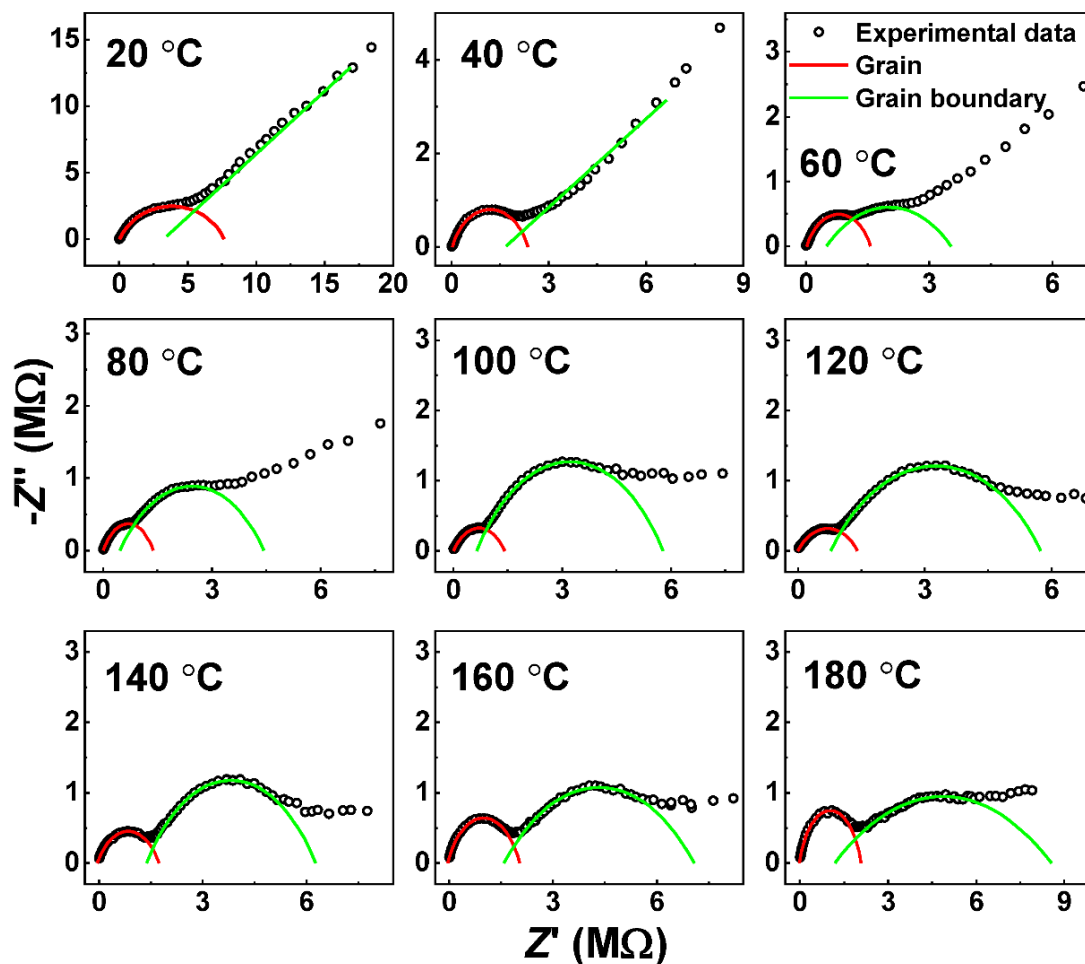 20 °C
15
10
5
0
0 5 10 15 20
40 °C
4
2
0
0 3 6 9
Experimental data
Grain
Grain boundary
60 °C
3
2
1
0
0 3 6
80 °C
3
2
1
0
0 3 6
100 °C
3
2
1
0
0 3 6
120 °C
3
2
1
0
0 3 6
140 °C
3
2
1
0
0 3 6
160 °C
3
2
1
0
0 3 6
180 °C
3
2
1
0
0 3 6 9
-Z'' (MΩ)
Z' (MΩ)